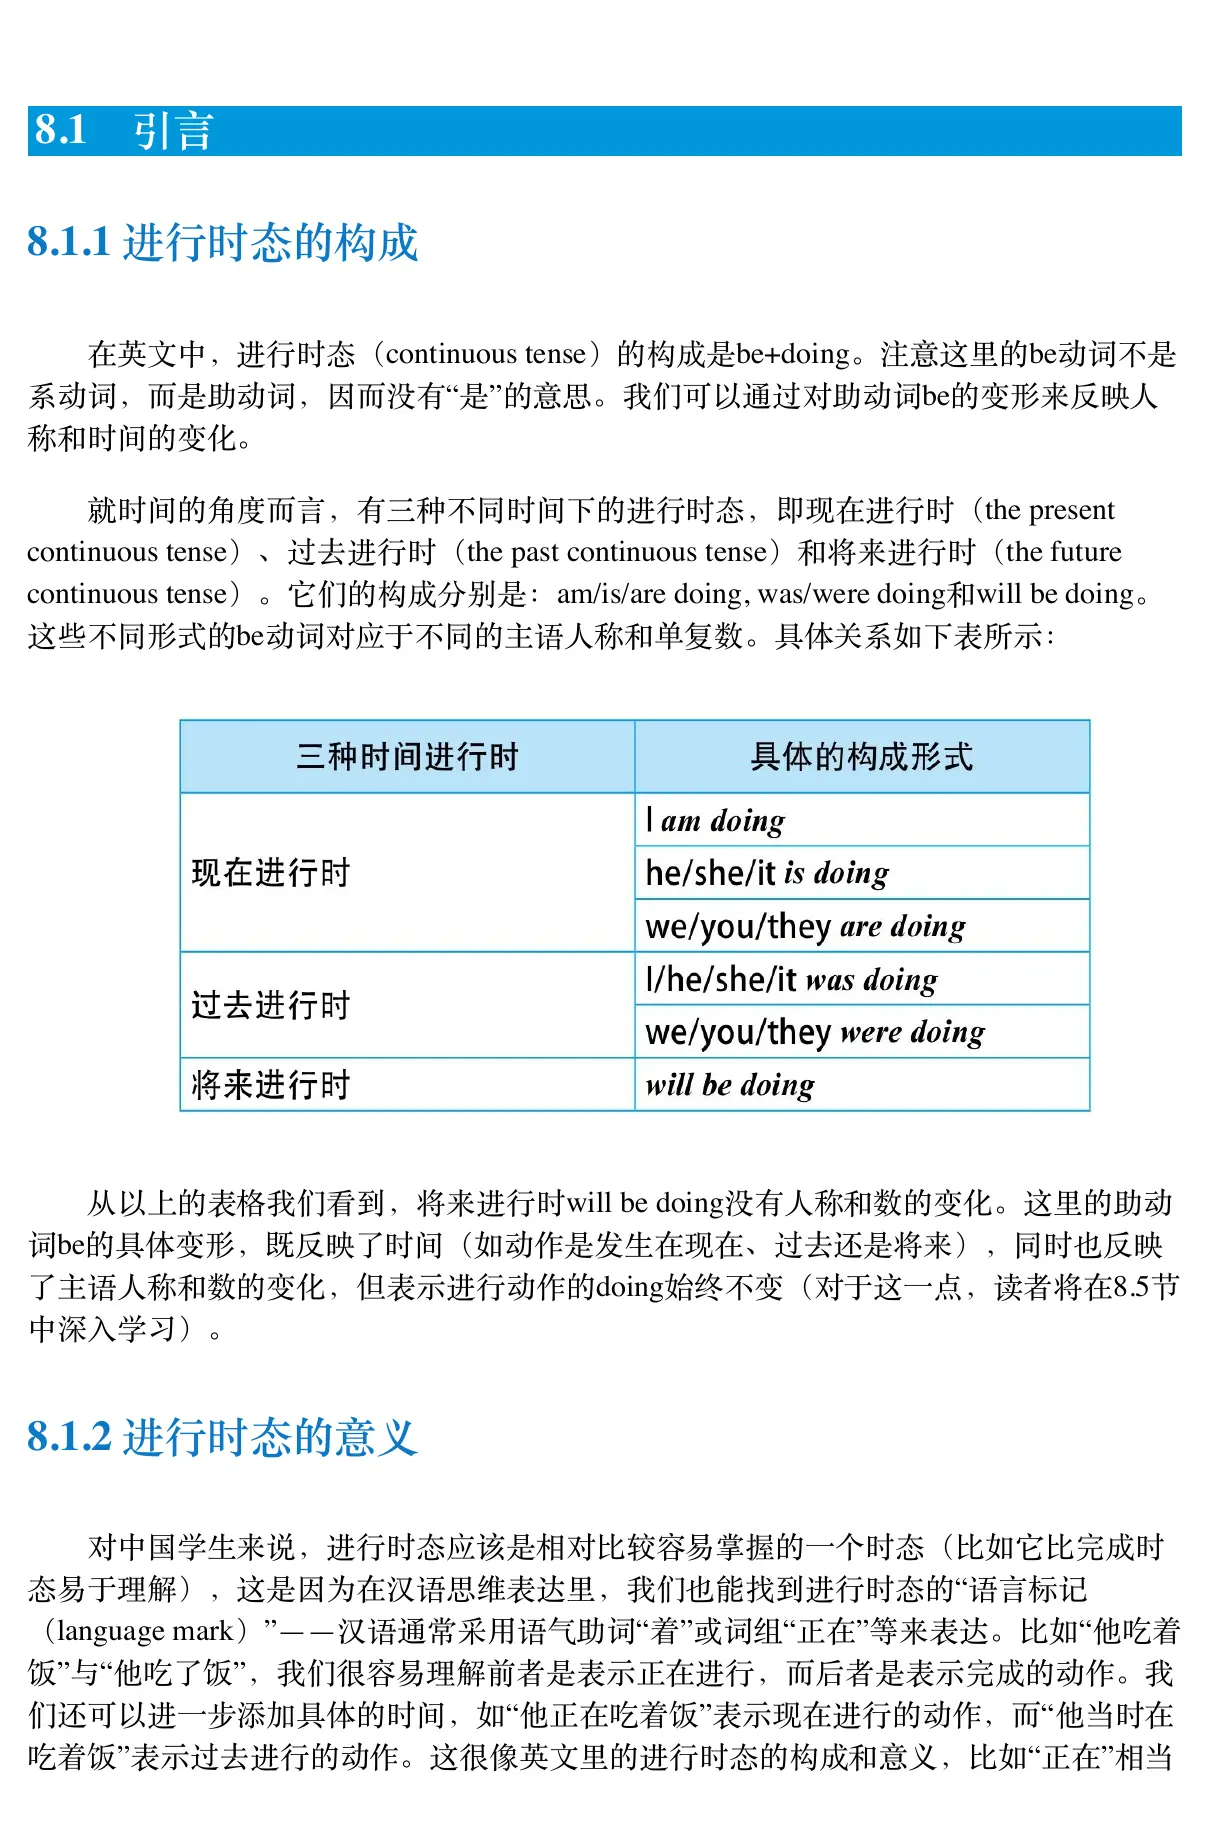 8.1 引言
8.1.1 进行时态的构成
在英文中，进行时态（continuous tense）的构成是be+doing。注意这里的be动词不是
系动词，而是助动词，因而没有“是”的意思。我们可以通过对助动词be的变形来反映人
称和时间的变化。
就时间的角度而言，有三种不同时间下的进行时态，即现在进行时（the present
continuous tense）、过去进行时（the past continuous tense）和将来进行时（the future
continuous tense）。它们的构成分别是：am/is/are doing, was/were doing和will be doing。
这些不同形式的be动词对应于不同的主语人称和单复数。具体关系如下表所示：
三种时间进行时 具体的构成形式
现在进行时
I am doing
he/she/it is doing
we/you/they are doing
过去进行时
I/he/she/it was doing
we/you/they were doing
将来进行时 will be doing
从以上的表格我们看到，将来进行时will be doing没有人称和数的变化。这里的助动
词be的具体变形，既反映了时间（如动作是发生在现在、过去还是将来），同时也反映
了主语人称和数的变化，但表示进行动作的doing始终不变（对于这一点，读者将在8.5节
中深入学习）。
8.1.2 进行时态的意义
对中国学生来说，进行时态应该是相对比较容易掌握的一个时态（比如它比完成时
态易于理解），这是因为在汉语思维表达里，我们也能找到进行时态的“语言标记
（language mark）”——汉语通常采用语气助词“着”或词组“正在”等来表达。比如“他吃着
饭”与“他吃了饭”，我们很容易理解前者是表示正在进行，而后者是表示完成的动作。我
们还可以进一步添加具体的时间，如“他正在吃着饭”表示现在进行的动作，而“他当时在
吃着饭”表示过去进行的动作。这很像英文里的进行时态的构成和意义，比如“正在”相当